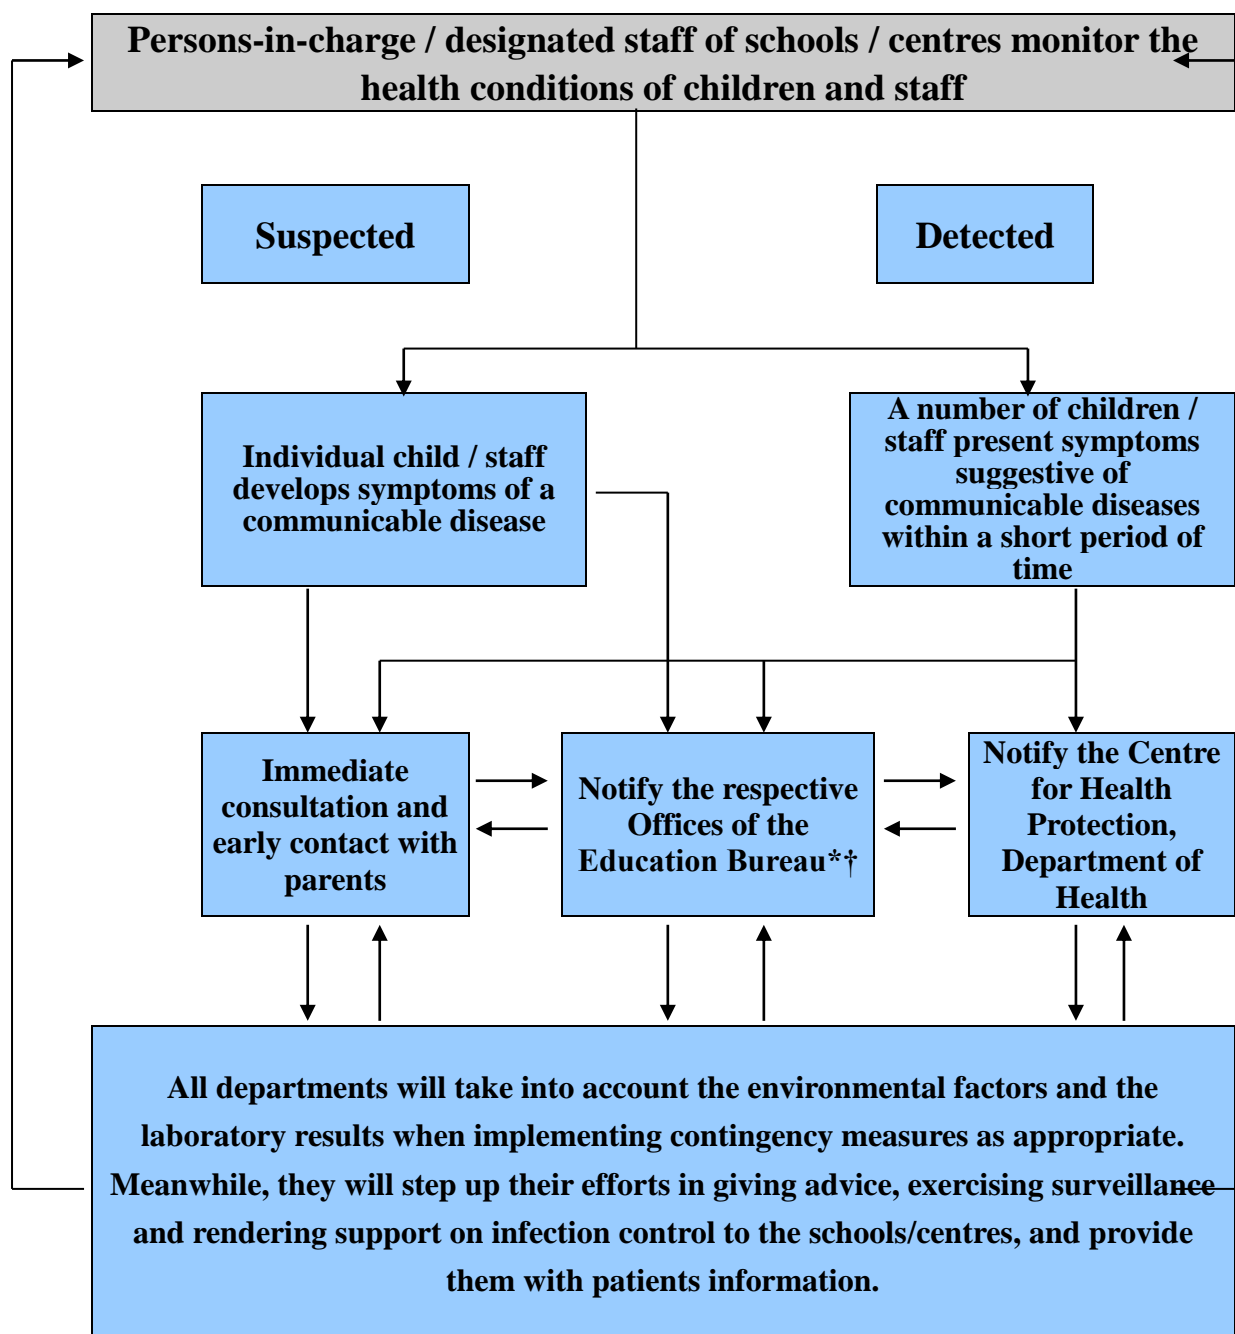 Persons-in-charge / designated staff of schools / centres monitor the
health conditions of children and staff
Suspected
Detected
Individual child / staff
develops symptoms of a
communicable disease
A number of children /
staff present symptoms
suggestive of
communicable diseases
within a short period of
time
Immediate
consultation and
early contact with
parents
Notify the respective
Offices of the
Education Bureau*†
Notify the Centre
for Health
Protection,
Department of
Health
All departments will take into account the environmental factors and the
laboratory results when implementing contingency measures as appropriate.
Meanwhile, they will step up their efforts in giving advice, exercising surveillance
and rendering support on infection control to the schools/centres, and provide
them with patients information.